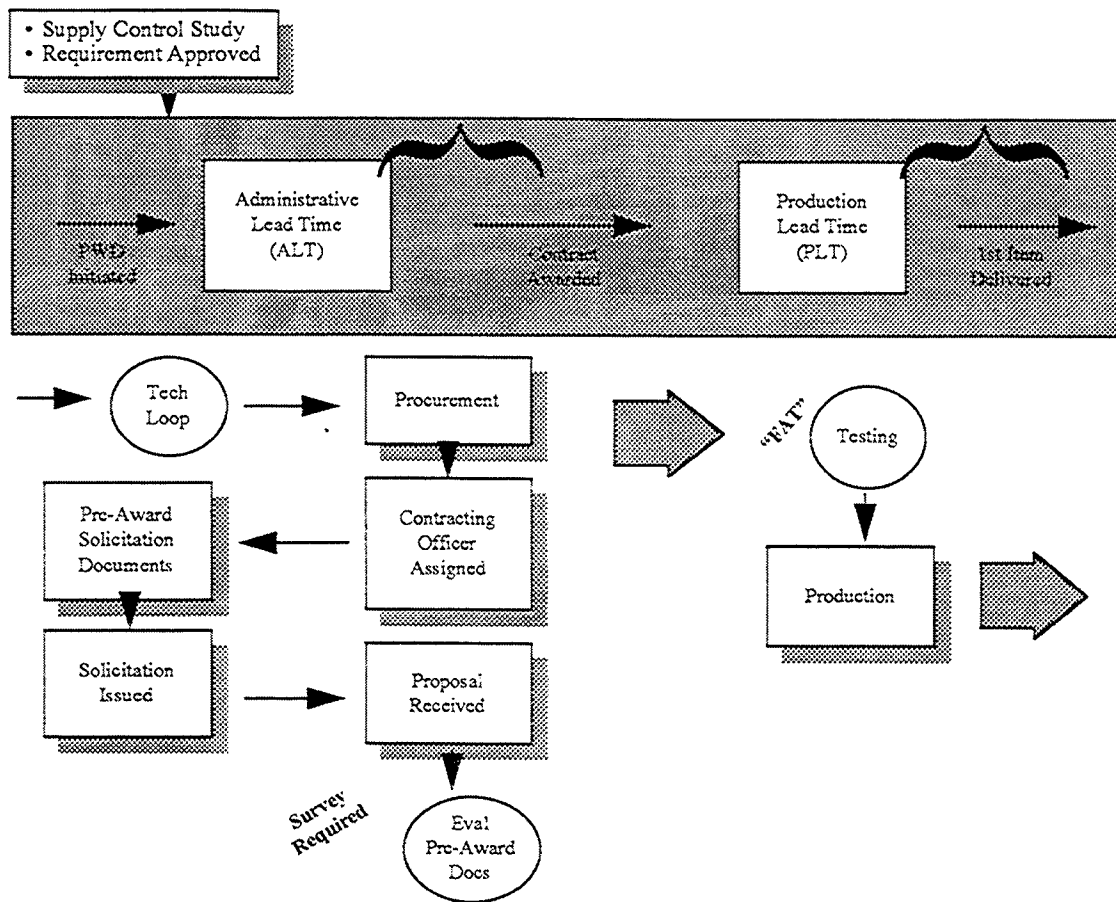 • Supply Control Study
• Requirement Approved
PWD
Initiated
Administrative
Lead Time
(ALT)
Contract
Awarded
Production
Lead Time
(PLT)
1st Item
Delivered
Tech
Loop
Procurement
"FAT"
Testing
Pre-Award
Solicitation
Documents
Contracting
Officer
Assigned
Production
Solicitation
Issued
Proposal
Received
Survey
Required
Eval
Pre-Award
Docs